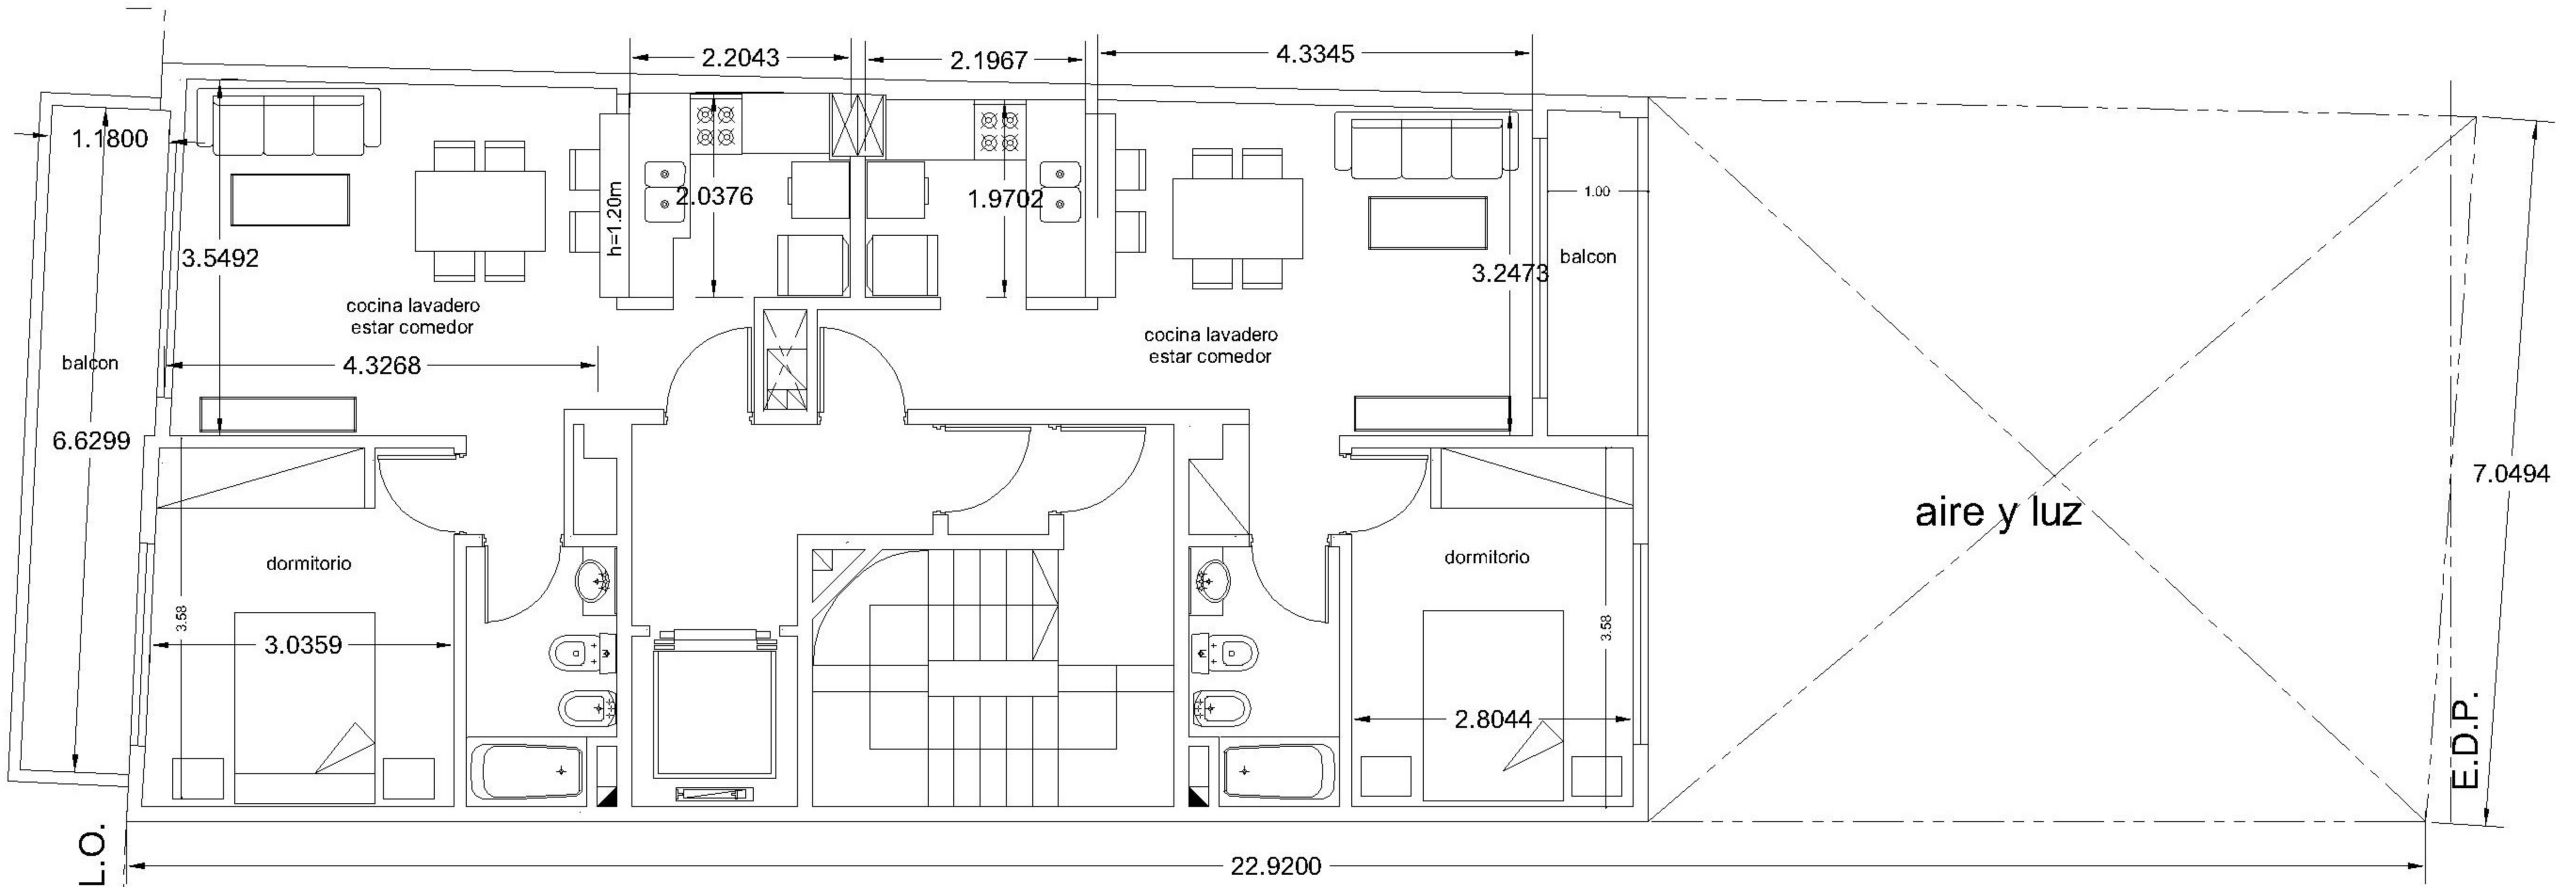 2.2043
2.1967
4.3345
1.1800
2.0376
1.9702
1.00
h=1.20m
3.5492
3.2473
balcon
cocina lavadero
estar comedor
cocina lavadero
estar comedor
balcon
4.3268
6.6299
7.0494
aire y luz
dormitorio
dormitorio
3.58
3.58
3.0359
2.8044
E.D.P.
L.O.
22.9200